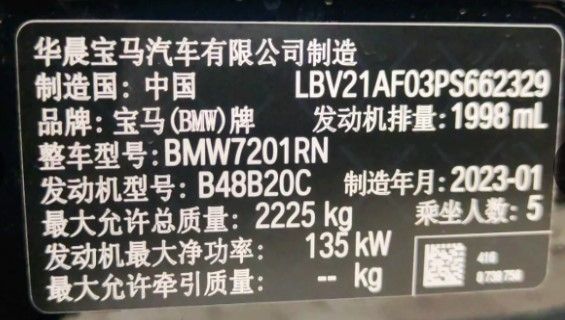 华晨宝马汽车有限公司制造
制造国: 中国 LBV21AF03PS662329
品牌: 宝马(BMW)牌 发动机排量: 1998 mL
整车型号: BMW7201RN
发动机型号: B48B20C 制造年月: 2023-01
最大允许总质量: 2225 kg 乘坐人数: 5
发动机最大净功率: 135 kW
最大允许牵引质量: -- kg